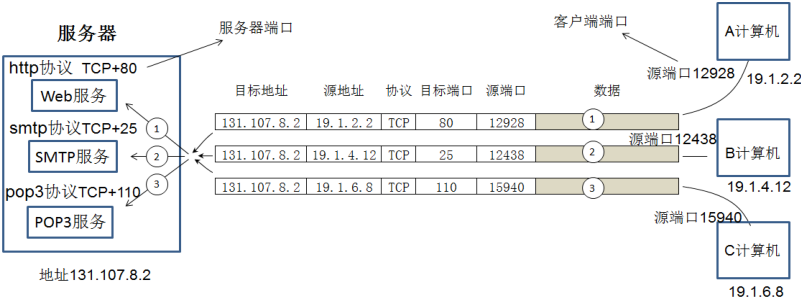 服务器
服务器端口
客户端端口
A计算机
http协议 TCP+80
源端口12928
19.1.2.2
Web服务
目标地址 源地址 协议 目标端口 源端口 数据
smtp协议TCP+25
①
131.107.8.2 19.1.2.2 TCP 80 12928 ①
源端口12438
SMTP服务
②
131.107.8.2 19.1.4.12 TCP 25 12438 ②
B计算机
19.1.4.12
pop3协议TCP+110
③
131.107.8.2 19.1.6.8 TCP 110 15940 ③
源端口15940
POP3服务
C计算机
地址131.107.8.2
19.1.6.8